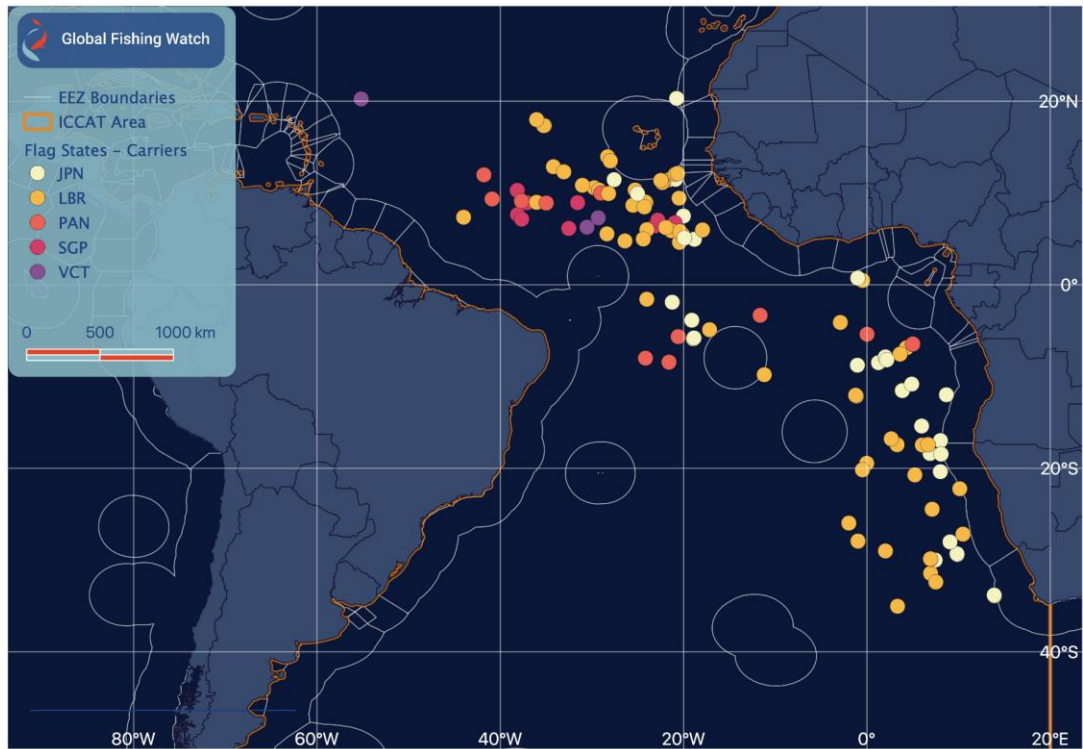 Global Fishing Watch
EEZ Boundaries
ICCAT Area
Flag States – Carriers
JPN
LBR
PAN
SGP
VCT
0 500 1000 km
20°N
0°
20°S
40°S
80°W 60°W 40°W 20°W 0° 20°E